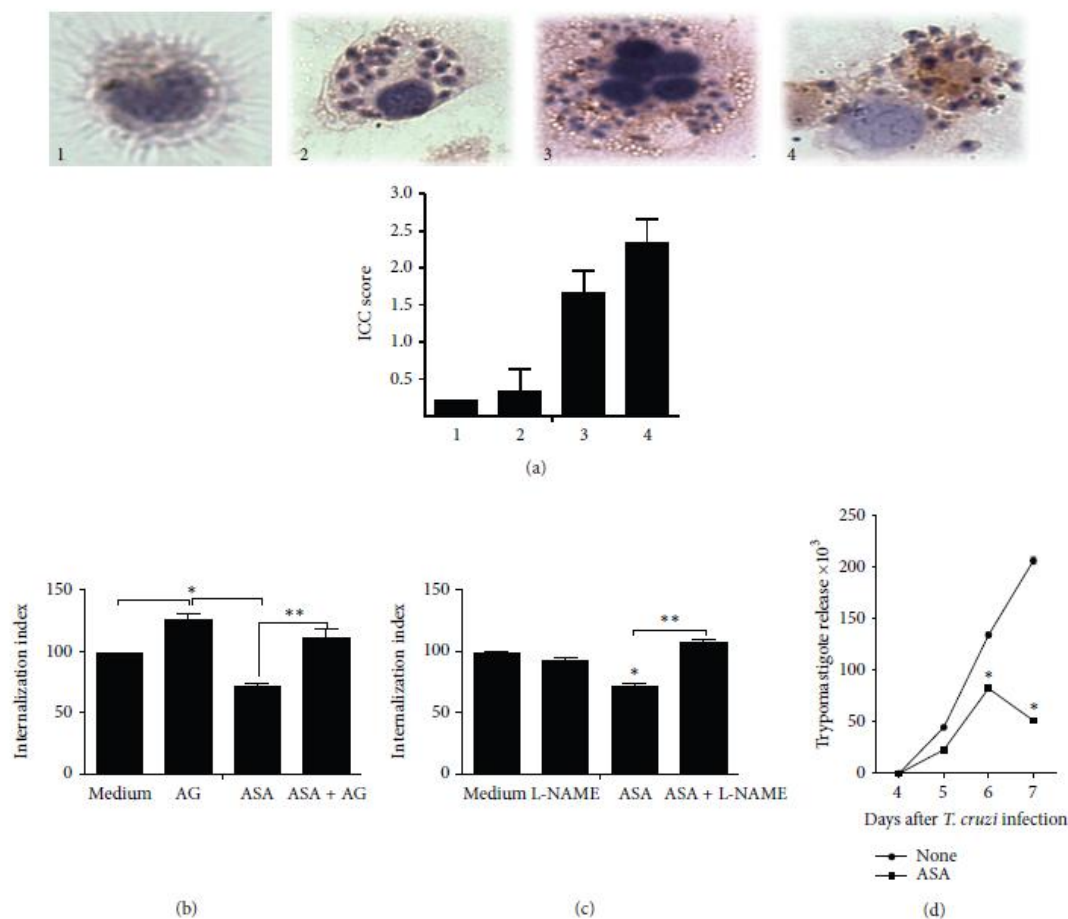 1
2
3
4
3.0
2.5
2.0
1.5
1.0
0.5
ICC score
1 2 3 4
(a)
150
100
50
0
Internalization index
*
**
Medium AG ASA ASA + AG
(b)
150
100
50
0
Internalization index
*
**
Medium L-NAME ASA ASA + L-NAME
(c)
250
200
150
100
50
0
Trypomastigote release ×10³
*
*
4 5 6 7
Days after T. cruzi infection
None
ASA
(d)